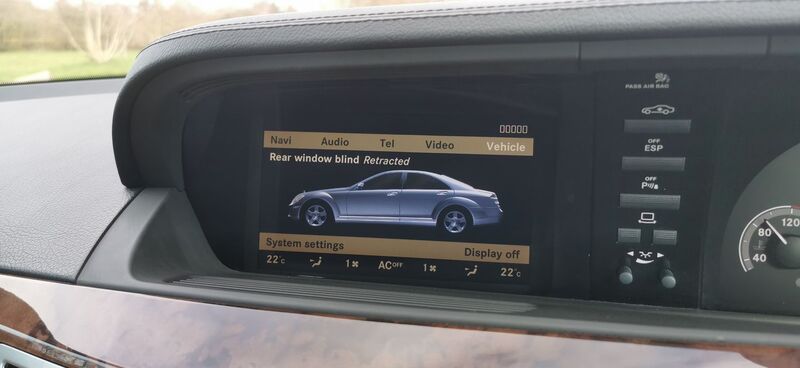 Navi Audio Tel Video Vehicle
Rear window blind Retracted
System settings Display off
22°C 1 AC OFF 1 22°C
PASS AIR BAG
OFF
ESP
OFF
P
120
80
40